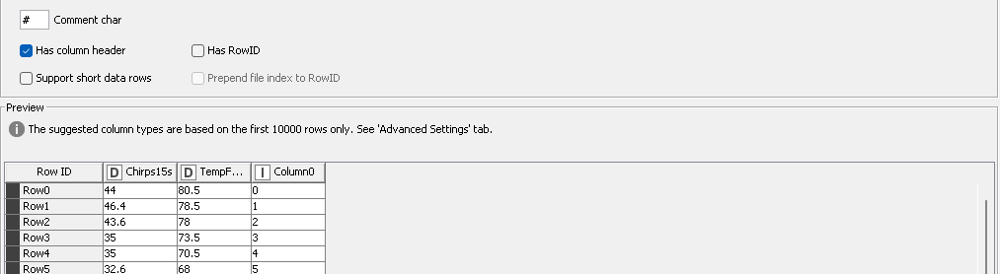 # Comment char
Has column header Has RowID
Support short data rows Prepend file index to RowID
Preview
The suggested column types are based on the first 10000 rows only. See 'Advanced Settings' tab.
Row ID D Chirps15s D TempF... I Column0
Row0 44 80.5 0
Row1 46.4 78.5 1
Row2 43.6 78 2
Row3 35 73.5 3
Row4 35 70.5 4
Row5 32.6 68 5